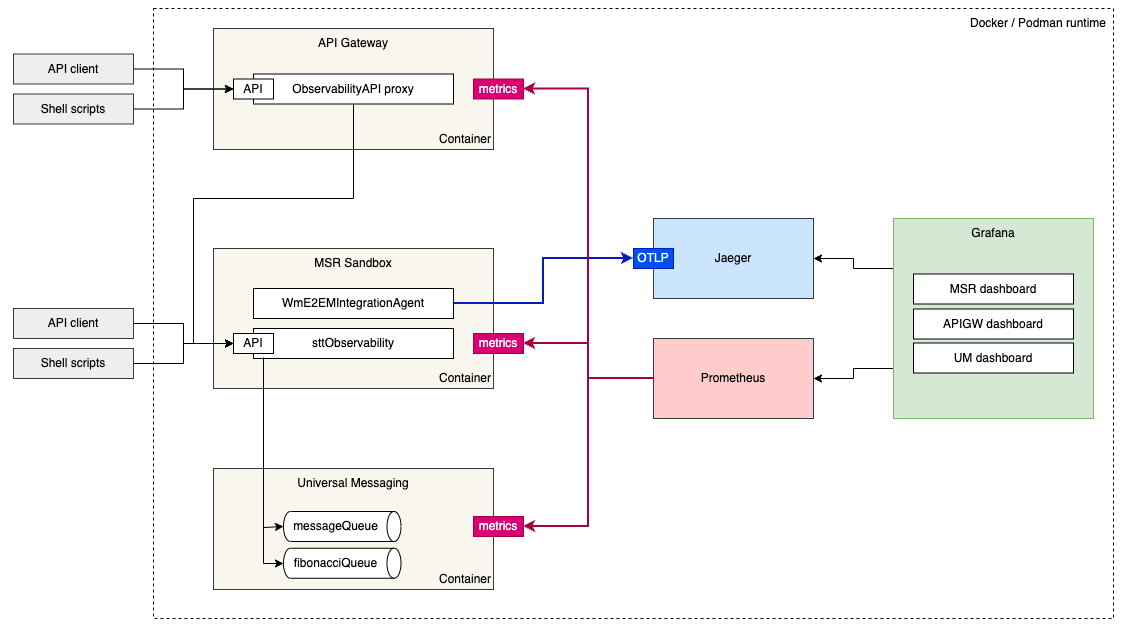 Docker / Podman runtime
API Gateway
API client
Shell scripts
API
ObservabilityAPI proxy
metrics
Container
MSR Sandbox
WmE2EMIntegrationAgent
API client
Shell scripts
API
sttObservability
metrics
Container
OTLP
Jaeger
Prometheus
Grafana
MSR dashboard
APIGW dashboard
UM dashboard
Universal Messaging
messageQueue
fibonacciQueue
metrics
Container